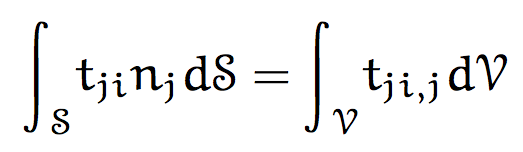 ∫_𝒮 t_{ji} n_j d𝒮 = ∫_𝒱 t_{ji,j} d𝒱